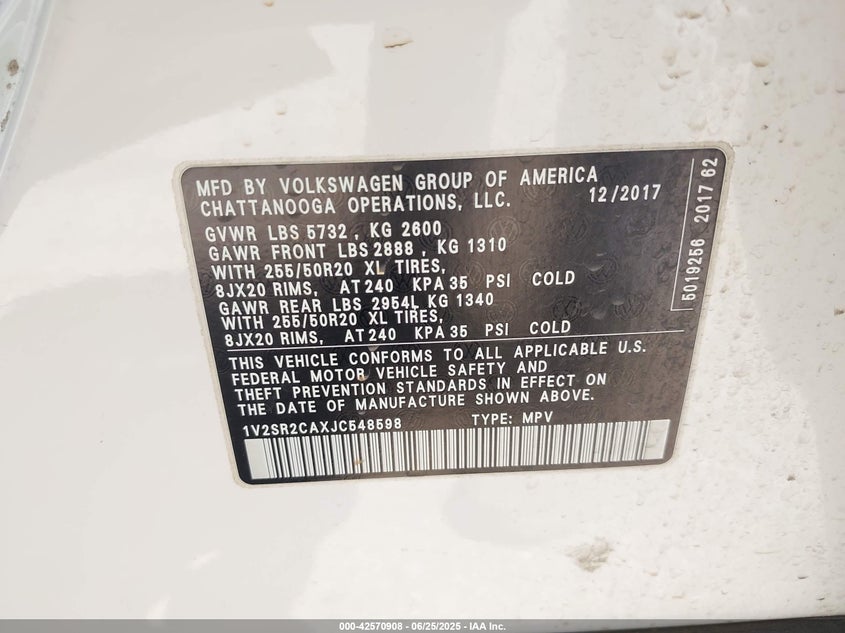 MFD BY VOLKSWAGEN GROUP OF AMERICA
CHATTANOOGA OPERATIONS, LLC. 12/2017
GVWR LBS 5732 , KG 2600
GAWR FRONT LBS 2888 , KG 1310
WITH 255/50R20 XL TIRES,
8JX20 RIMS, AT 240 KPA 35 PSI COLD
GAWR REAR LBS 2954L KG 1340
WITH 255/50R20 XL TIRES,
8JX20 RIMS, AT 240 KPA 35 PSI COLD
THIS VEHICLE CONFORMS TO ALL APPLICABLE U.S.
FEDERAL MOTOR VEHICLE SAFETY AND
THEFT PREVENTION STANDARDS IN EFFECT ON
THE DATE OF MANUFACTURE SHOWN ABOVE.
1V2SR2CAXJC548598 TYPE: MPV
5019256 2017 62
000-42570908 - 06/25/2025 - IAA Inc.